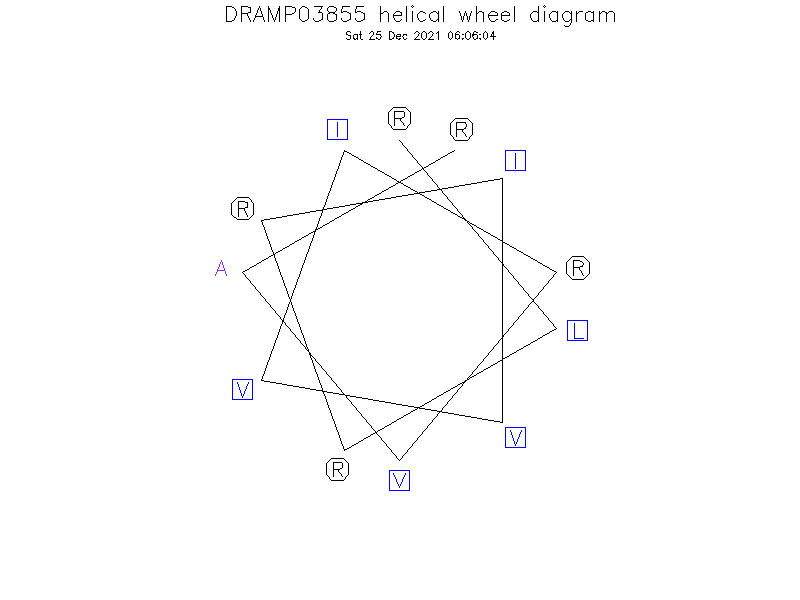 DRAMP03855 helical wheel diagram
Sat 25 Dec 2021 06:06:04
I R R
I
R
A R
L
V
V
R V